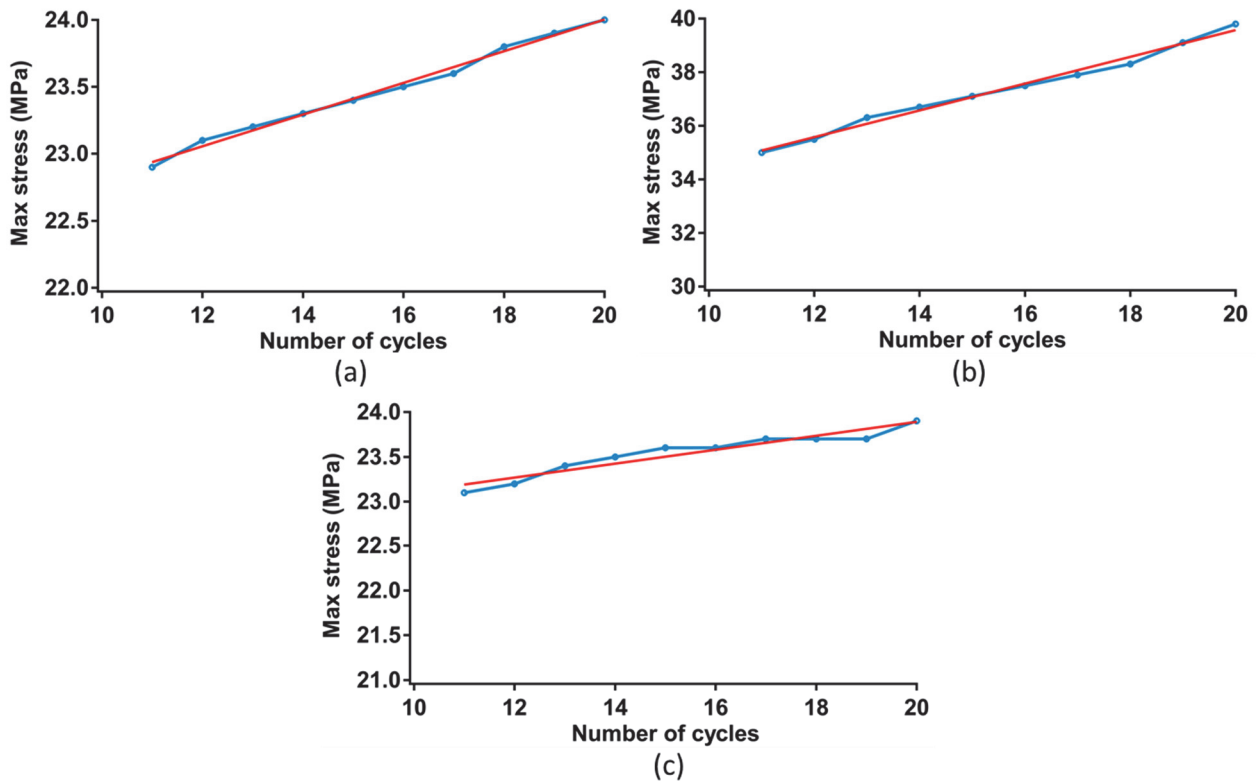 24.0
23.5
23.0
22.5
22.0
Max stress (MPa)
10 12 14 16 18 20
Number of cycles
(a)
40
38
36
34
32
30
Max stress (MPa)
10 12 14 16 18 20
Number of cycles
(b)
24.0
23.5
23.0
22.5
22.0
21.5
21.0
Max stress (MPa)
10 12 14 16 18 20
Number of cycles
(c)